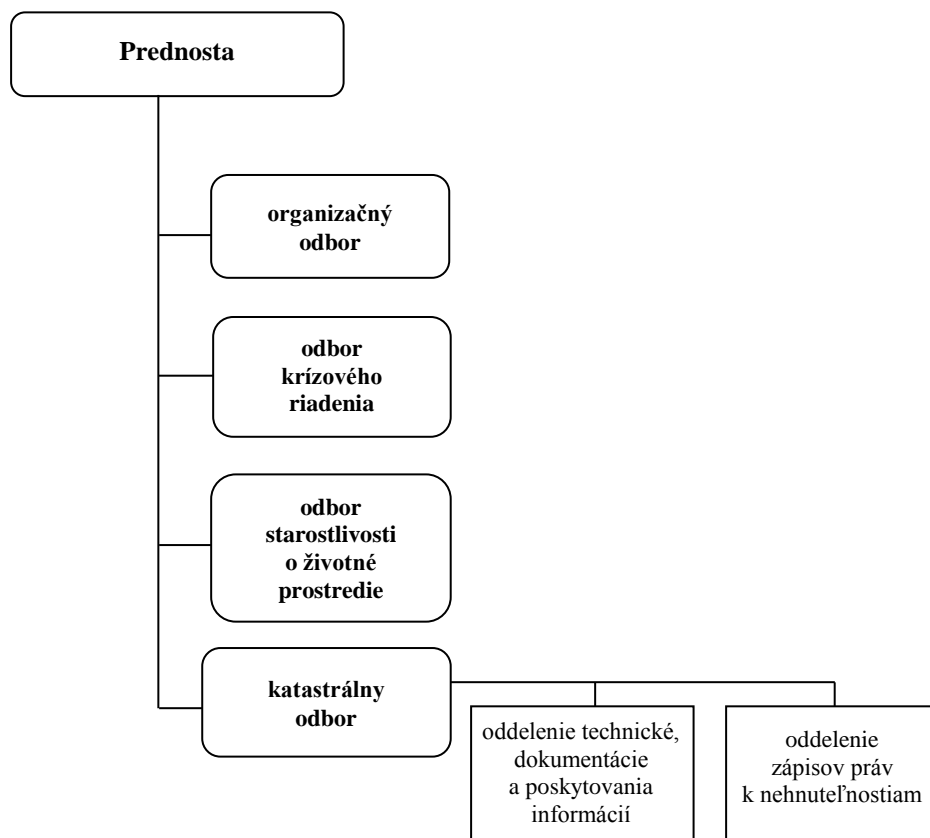 Prednosta
organizačný
odbor
odbor
krízového
riadenia
odbor
starostlivosti
o životné
prostredie
katastrálny
odbor
oddelenie technické,
dokumentácie
a poskytovania
informácií
oddelenie
zápisov práv
k nehnuteľnostiam